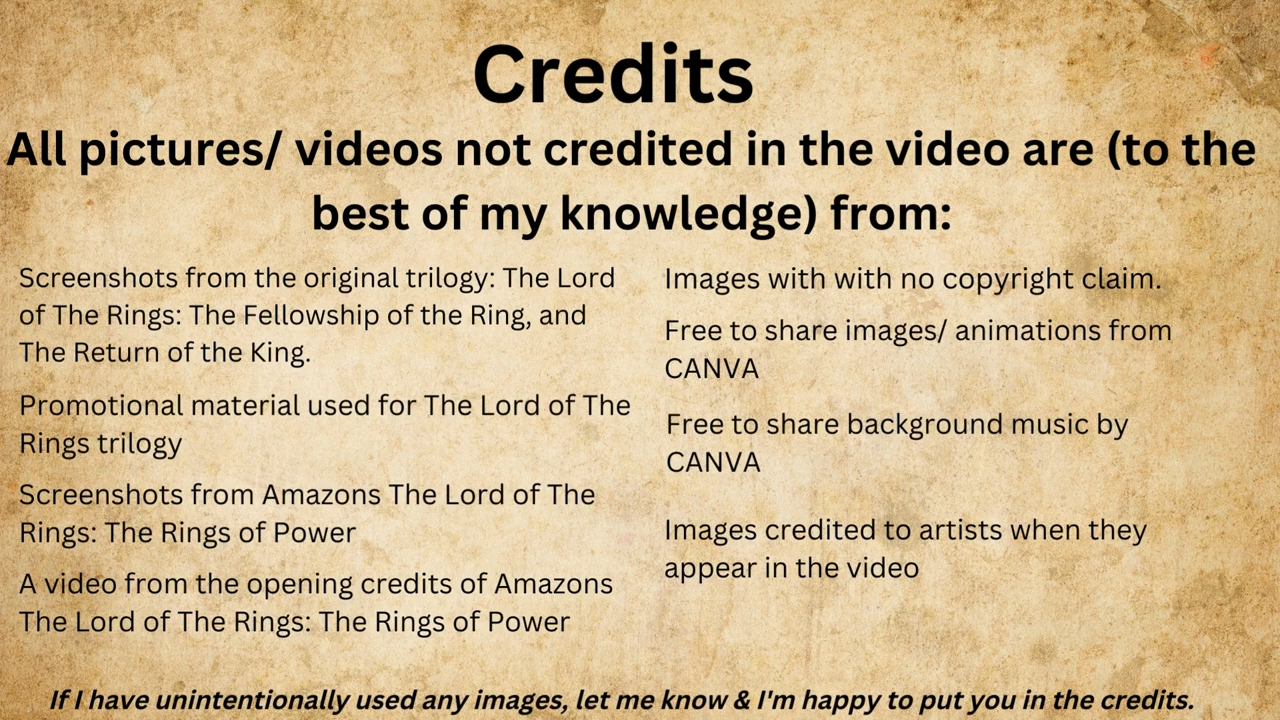 Credits
All pictures/ videos not credited in the video are (to the
best of my knowledge) from:
Screenshots from the original trilogy: The Lord
of The Rings: The Fellowship of the Ring, and
The Return of the King.
Promotional material used for The Lord of The
Rings trilogy
Screenshots from Amazons The Lord of The
Rings: The Rings of Power
A video from the opening credits of Amazons
The Lord of The Rings: The Rings of Power
Images with with no copyright claim.
Free to share images/ animations from
CANVA
Free to share background music by
CANVA
Images credited to artists when they
appear in the video
If I have unintentionally used any images, let me know & I'm happy to put you in the credits.